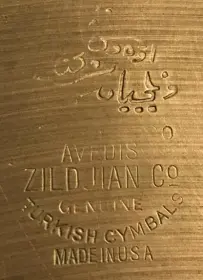 AVEDIS
ZILDJIAN Cº
GENUINE
TURKISH CYMBALS
MADE IN U.S.A